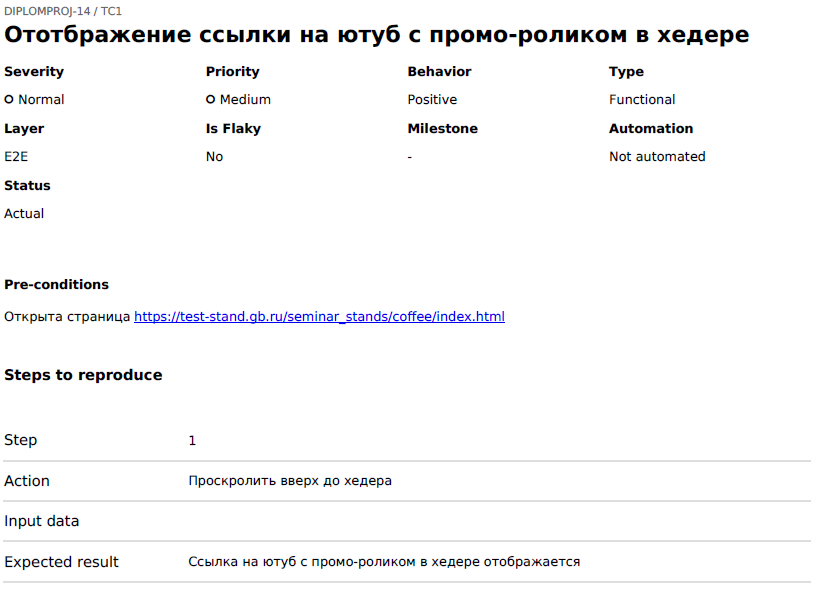 DIPLOMPROJ-14 / TC1
Ототбражение ссылки на ютуб с промо-роликом в хедере
Severity Priority Behavior Type
Normal Medium Positive Functional
Layer Is Flaky Milestone Automation
E2E No - Not automated
Status
Actual
Pre-conditions
Открыта страница https://test-stand.gb.ru/seminar_stands/coffee/index.html
Steps to reproduce
Step 1
Action Проскролить вверх до хедера
Input data
Expected result Ссылка на ютуб с промо-роликом в хедере отображается